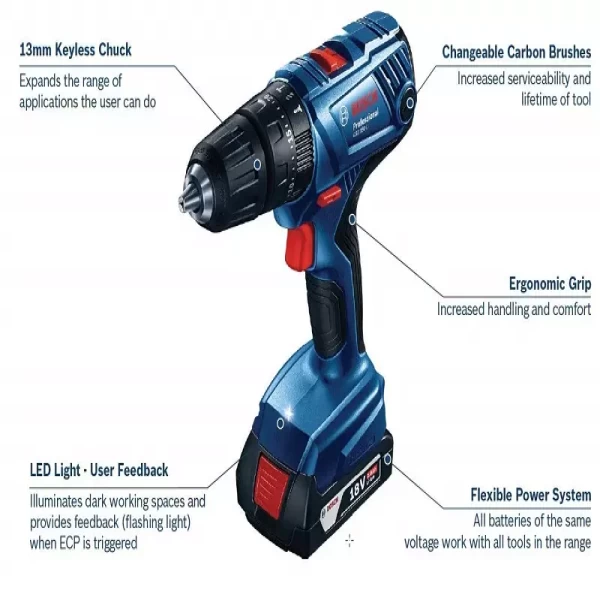 13mm Keyless Chuck
Expands the range of
applications the user can do
Changeable Carbon Brushes
Increased serviceability and
lifetime of tool
BOSCH
Professional
15
Ergonomic Grip
Increased handling and comfort
LED Light · User Feedback
Illuminates dark working spaces and
provides feedback (flashing light)
when ECP is triggered
BOSCH
18V
Flexible Power System
All batteries of the same
voltage work with all tools in the range